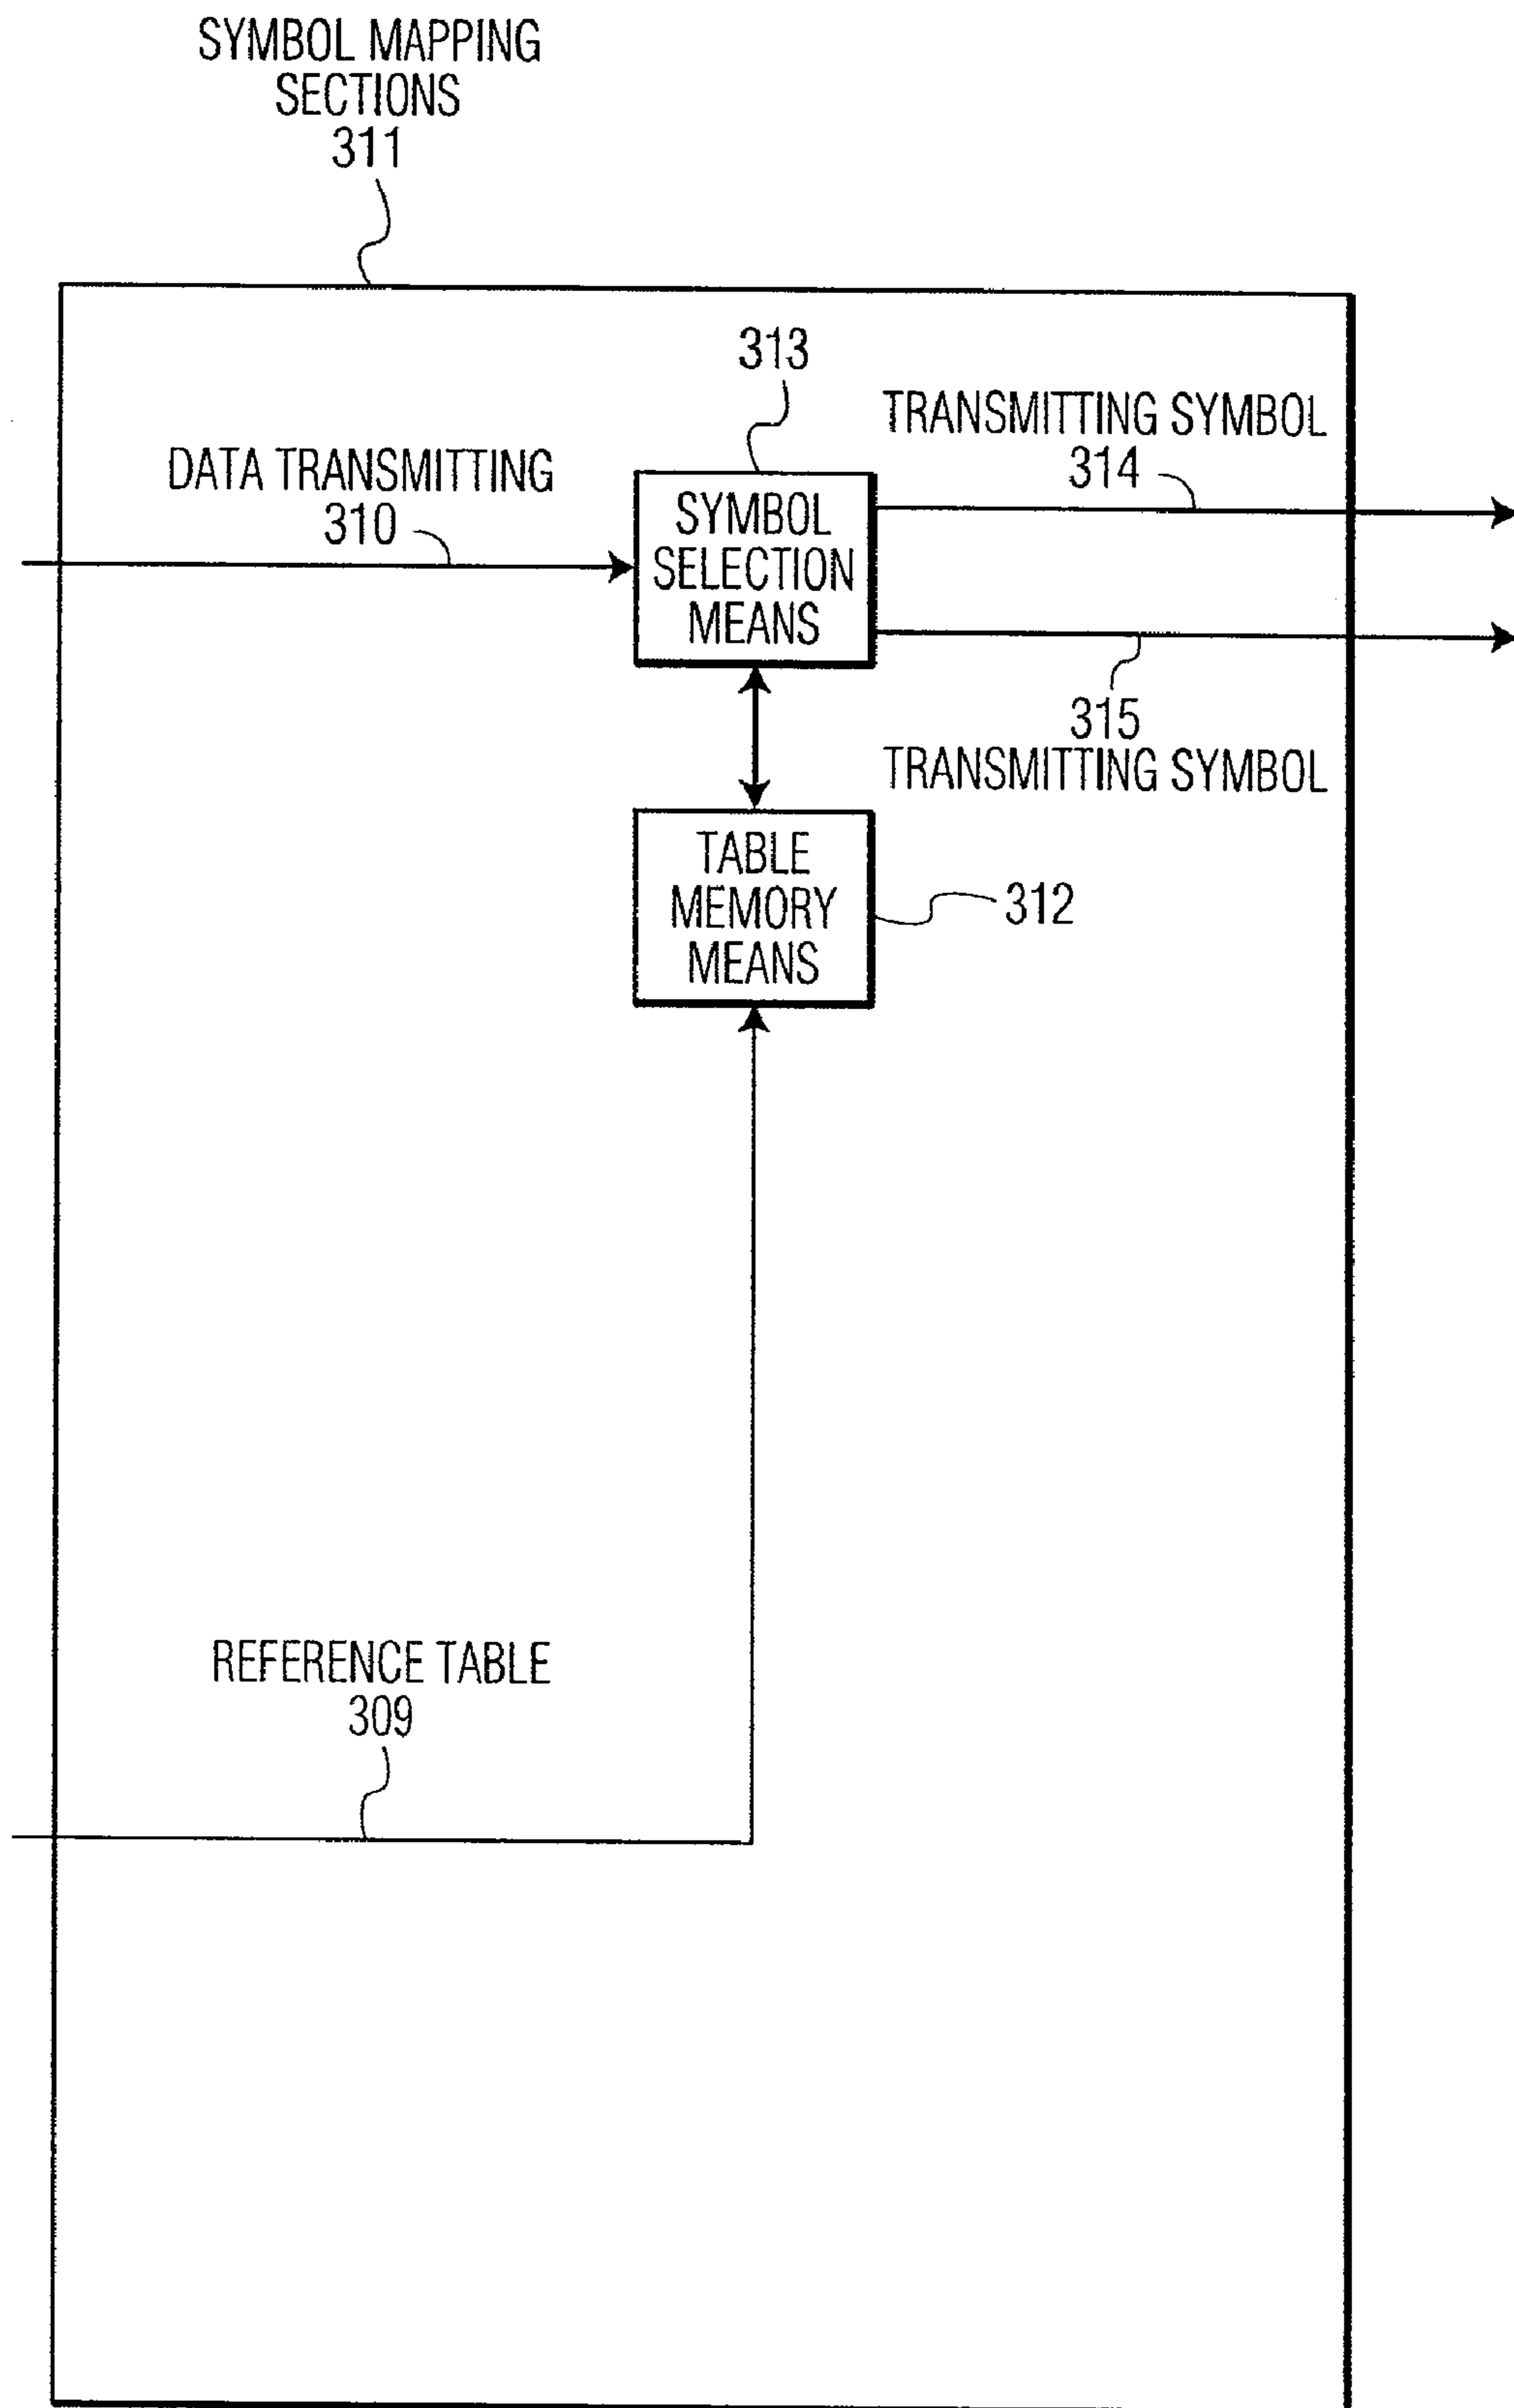 SYMBOL MAPPING
SECTIONS
311
313
TRANSMITTING SYMBOL
314
DATA TRANSMITTING
310
SYMBOL
SELECTION
MEANS
315
TRANSMITTING SYMBOL
TABLE
MEMORY
MEANS
312
REFERENCE TABLE
309